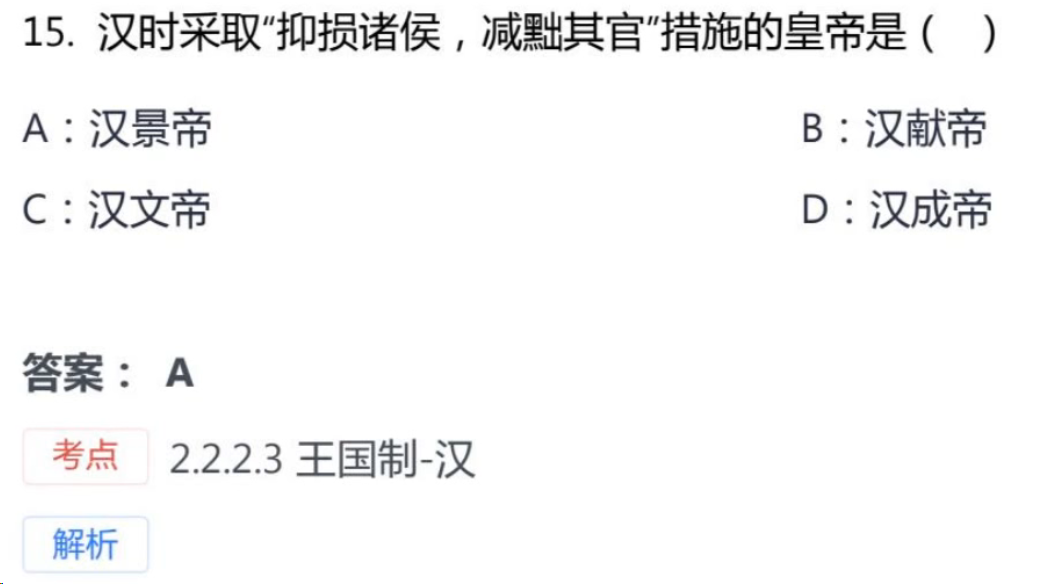 15. 汉时采取“抑损诸侯，减黜其官”措施的皇帝是（ ）
A：汉景帝
B：汉献帝
C：汉文帝
D：汉成帝
答案： A
考点 2.2.2.3 王国制-汉
解析